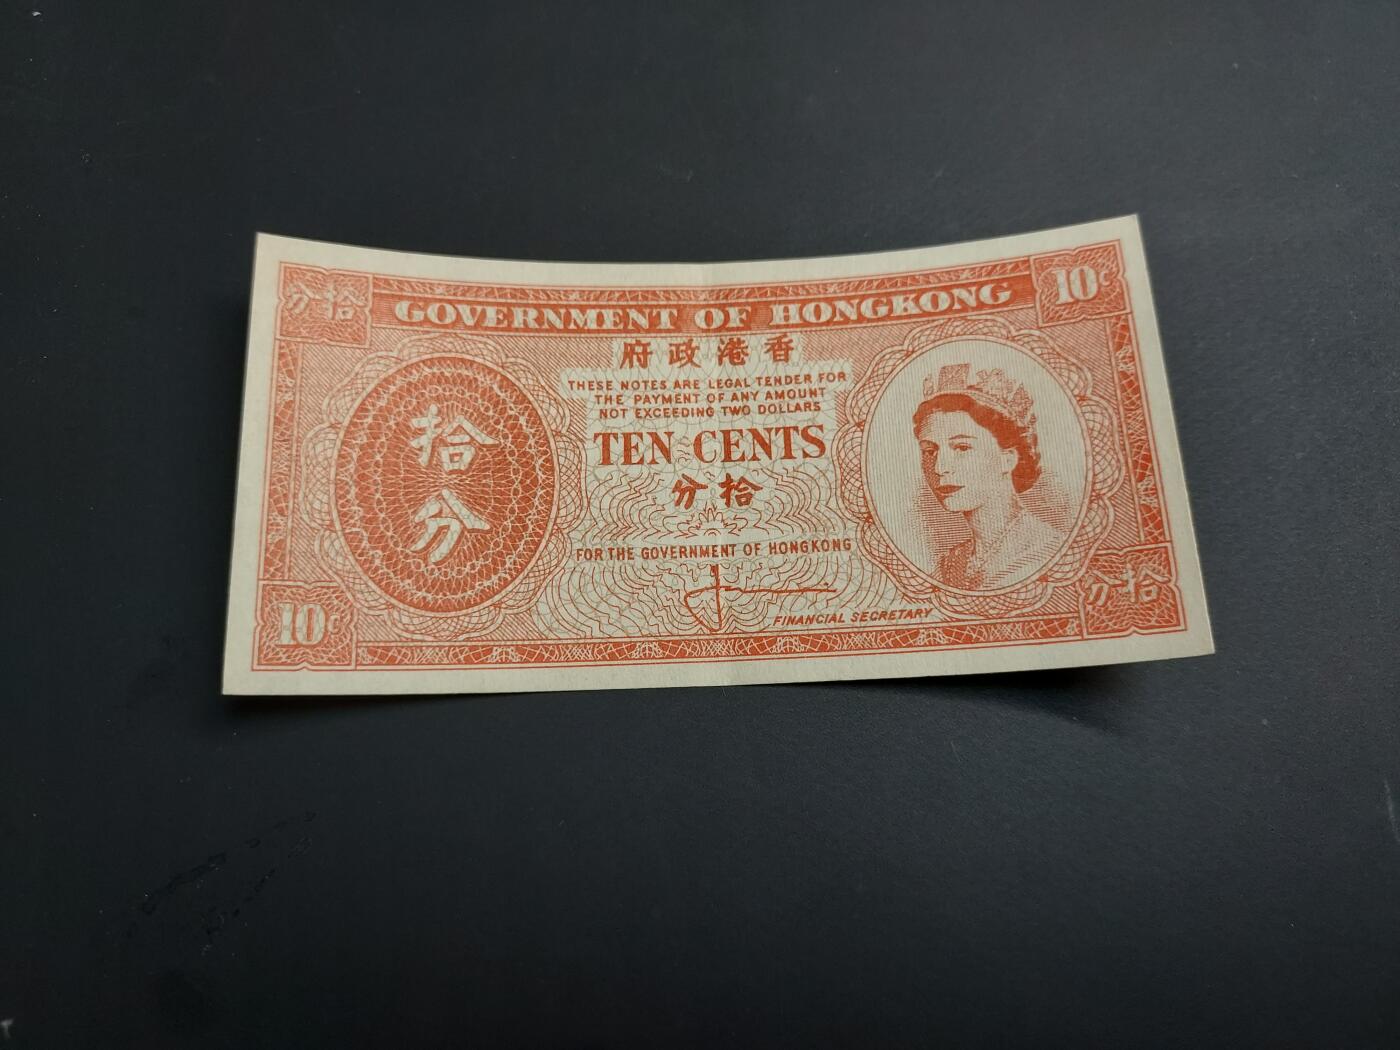 分拾
GOVERNMENT OF HONGKONG
10c
府政港香
THESE NOTES ARE LEGAL TENDER FOR
THE PAYMENT OF ANY AMOUNT
NOT EXCEEDING TWO DOLLARS
拾
分
TEN CENTS
分拾
FOR THE GOVERNMENT OF HONGKONG
FINANCIAL SECRETARY
10c
分拾